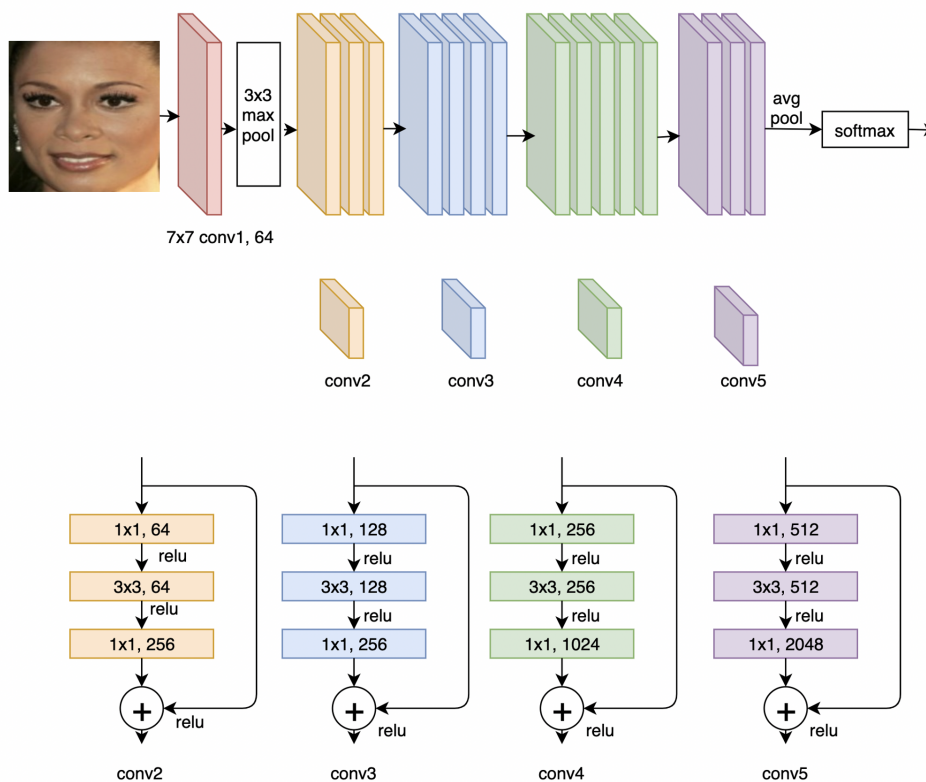 3x3
max
pool
avg
pool
softmax
7x7 conv1, 64
conv2
conv3
conv4
conv5
1x1, 64
relu
3x3, 64
relu
1x1, 256
+
relu
conv2
1x1, 128
relu
3x3, 128
relu
1x1, 256
+
relu
conv3
1x1, 256
relu
3x3, 256
relu
1x1, 1024
+
relu
conv4
1x1, 512
relu
3x3, 512
relu
1x1, 2048
+
relu
conv5